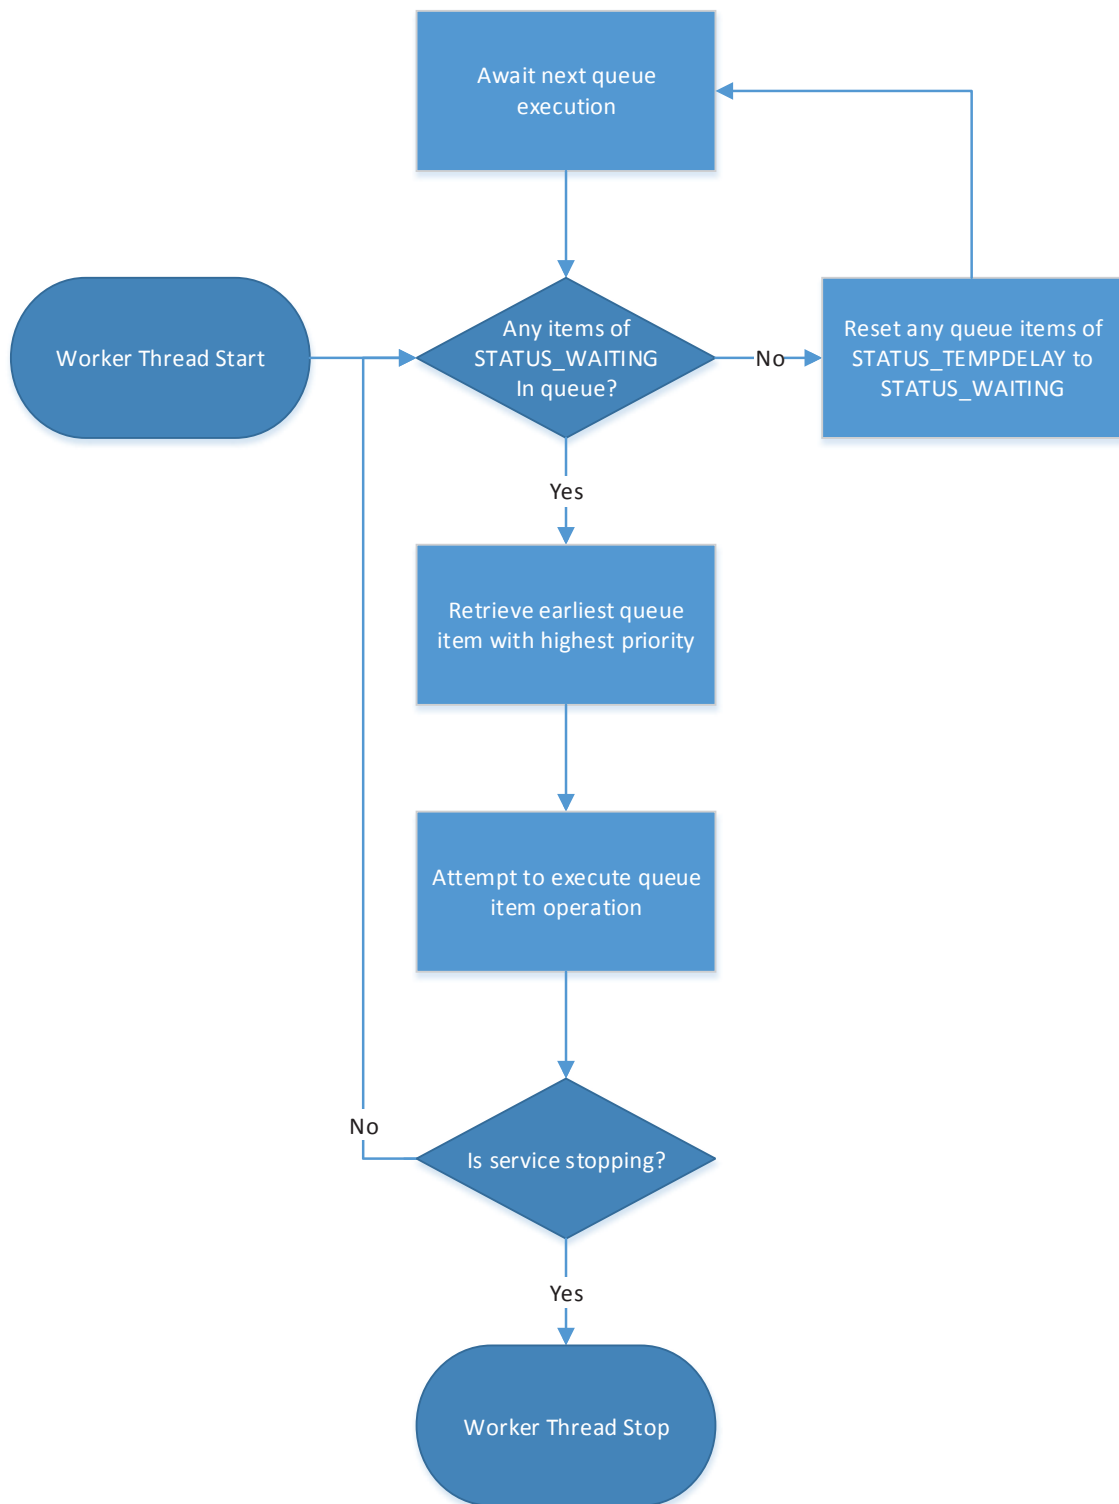 Await next queue
execution
Worker Thread Start
Any items of
STATUS_WAITING
In queue?
No
Reset any queue items of
STATUS_TEMPDELAY to
STATUS_WAITING
Yes
Retrieve earliest queue
item with highest priority
Attempt to execute queue
item operation
No
Is service stopping?
Yes
Worker Thread Stop